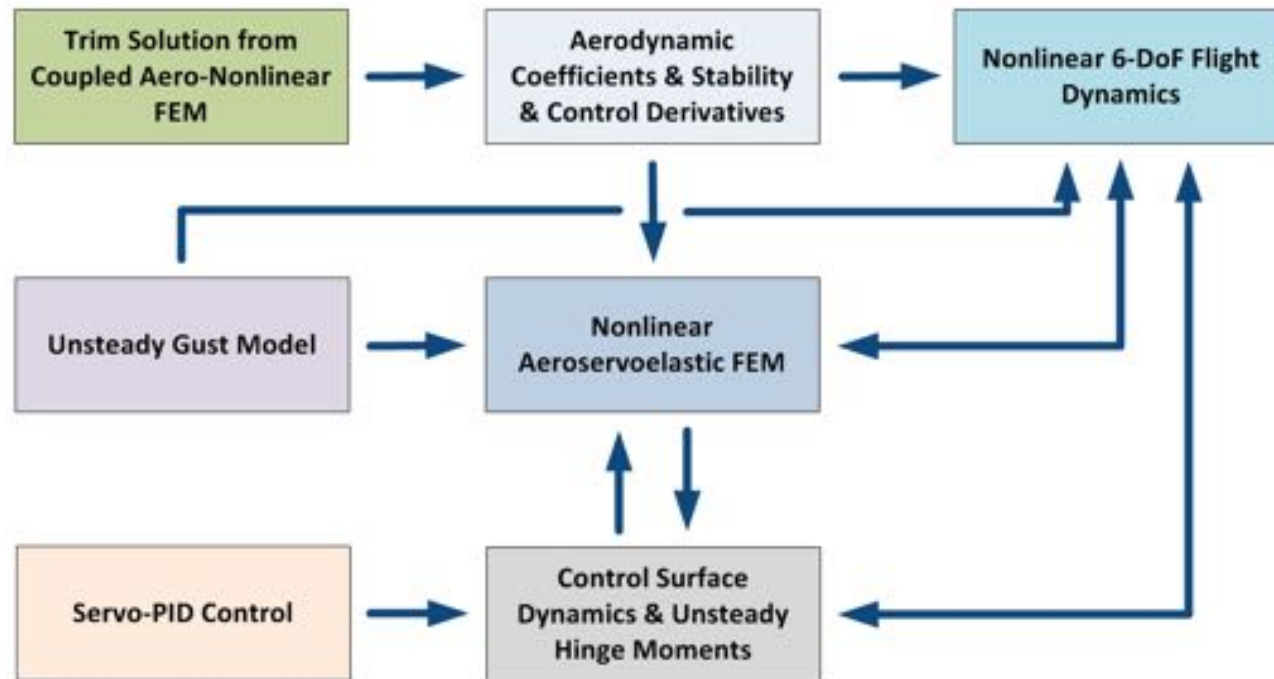 Trim Solution from
Coupled Aero-Nonlinear
FEM
Aerodynamic
Coefficients & Stability
& Control Derivatives
Nonlinear 6-DoF Flight
Dynamics
Unsteady Gust Model
Nonlinear
Aeroservoelastic FEM
Servo-PID Control
Control Surface
Dynamics & Unsteady
Hinge Moments